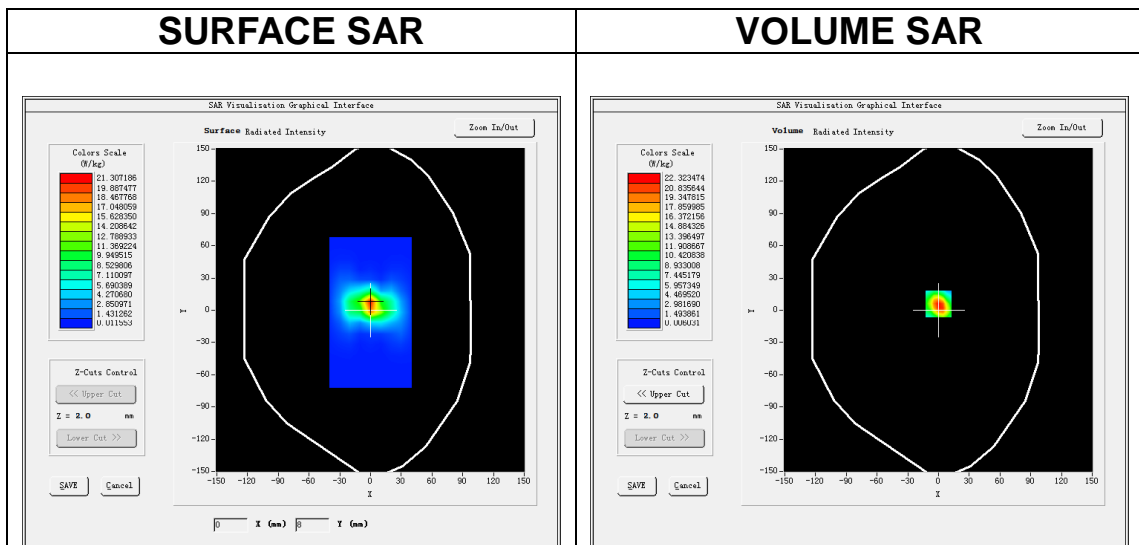 SURFACE SAR
VOLUME SAR
SAR Visualisation Graphical Interface
Surface Radiated Intensity
Zoom In/Out
Colors Scale
(W/kg)
21.307186
19.887477
18.467768
17.048059
15.628350
14.208642
12.788933
11.369224
9.949515
8.529806
7.110097
5.690389
4.270680
2.850971
1.431262
0.011553
150
120
90
60
30
0
-30
-60
-90
-120
-150
Y
-150 -120 -90 -60 -30 0 30 60 90 120 150
X
Z-Cuts Control
<< Upper Cut
Z = 2.0 mm
Lower Cut >>
SAVE Cancel
0 X (mm) 8 Y (mm)
SAR Visualisation Graphical Interface
Volume Radiated Intensity
Zoom In/Out
Colors Scale
(W/kg)
22.323474
20.835644
19.347815
17.859985
16.372156
14.884326
13.396497
11.908667
10.420838
8.933008
7.445179
5.957349
4.469520
2.981690
1.493861
0.006031
150
120
90
60
30
0
-30
-60
-90
-120
-150
Y
-150 -120 -90 -60 -30 0 30 60 90 120 150
X
Z-Cuts Control
<< Upper Cut
Z = 2.0 mm
Lower Cut >>
SAVE Cancel